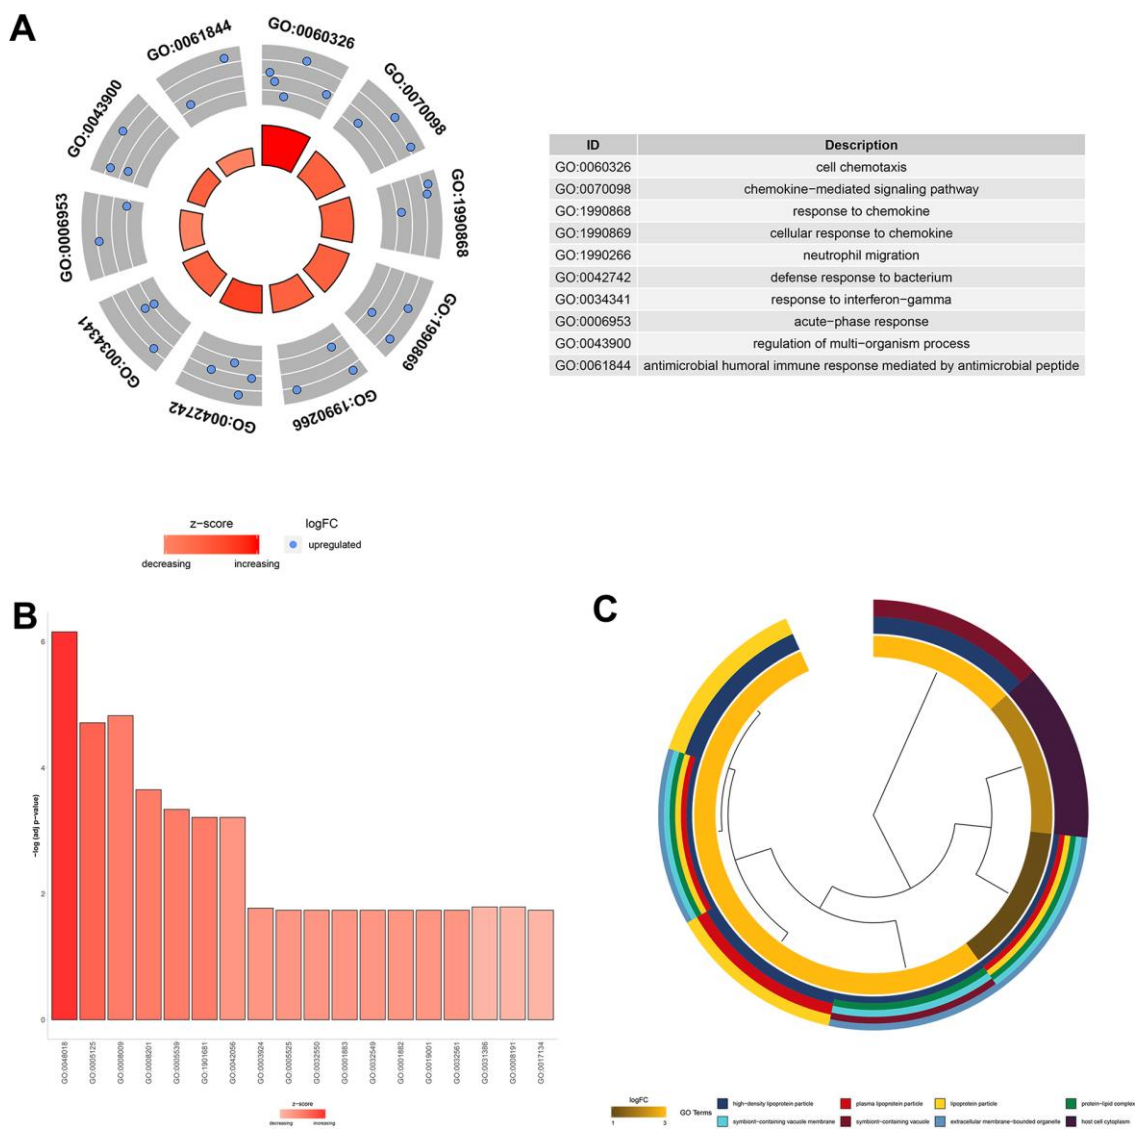 A
GO:0061844
GO:0060326
GO:0043900
GO:0070098
GO:0006953
GO:1990868
GO:0034341
GO:1990869
GO:0042742
GO:1990266
ID Description
GO:0060326 cell chemotaxis
GO:0070098 chemokine−mediated signaling pathway
GO:1990868 response to chemokine
GO:1990869 cellular response to chemokine
GO:1990266 neutrophil migration
GO:0042742 defense response to bacterium
GO:0034341 response to interferon−gamma
GO:0006953 acute−phase response
GO:0043900 regulation of multi−organism process
GO:0061844 antimicrobial humoral immune response mediated by antimicrobial peptide
z−score logFC
upregulated
decreasing increasing
B
−log (adj p−value)
6
4
2
0
GO:0048018
GO:0005125
GO:0008009
GO:0008201
GO:0005539
GO:1901681
GO:0042056
GO:0003924
GO:0005525
GO:0032550
GO:0001883
GO:0032549
GO:0001882
GO:0019001
GO:0032561
GO:0031386
GO:0008191
GO:0017134
z−score
decreasing increasing
C
logFC
1 3
GO Terms
high−density lipoprotein particle plasma lipoprotein particle lipoprotein particle protein−lipid complex
symbiont−containing vacuole membrane symbiont−containing vacuole extracellular membrane−bounded organelle host cell cytoplasm